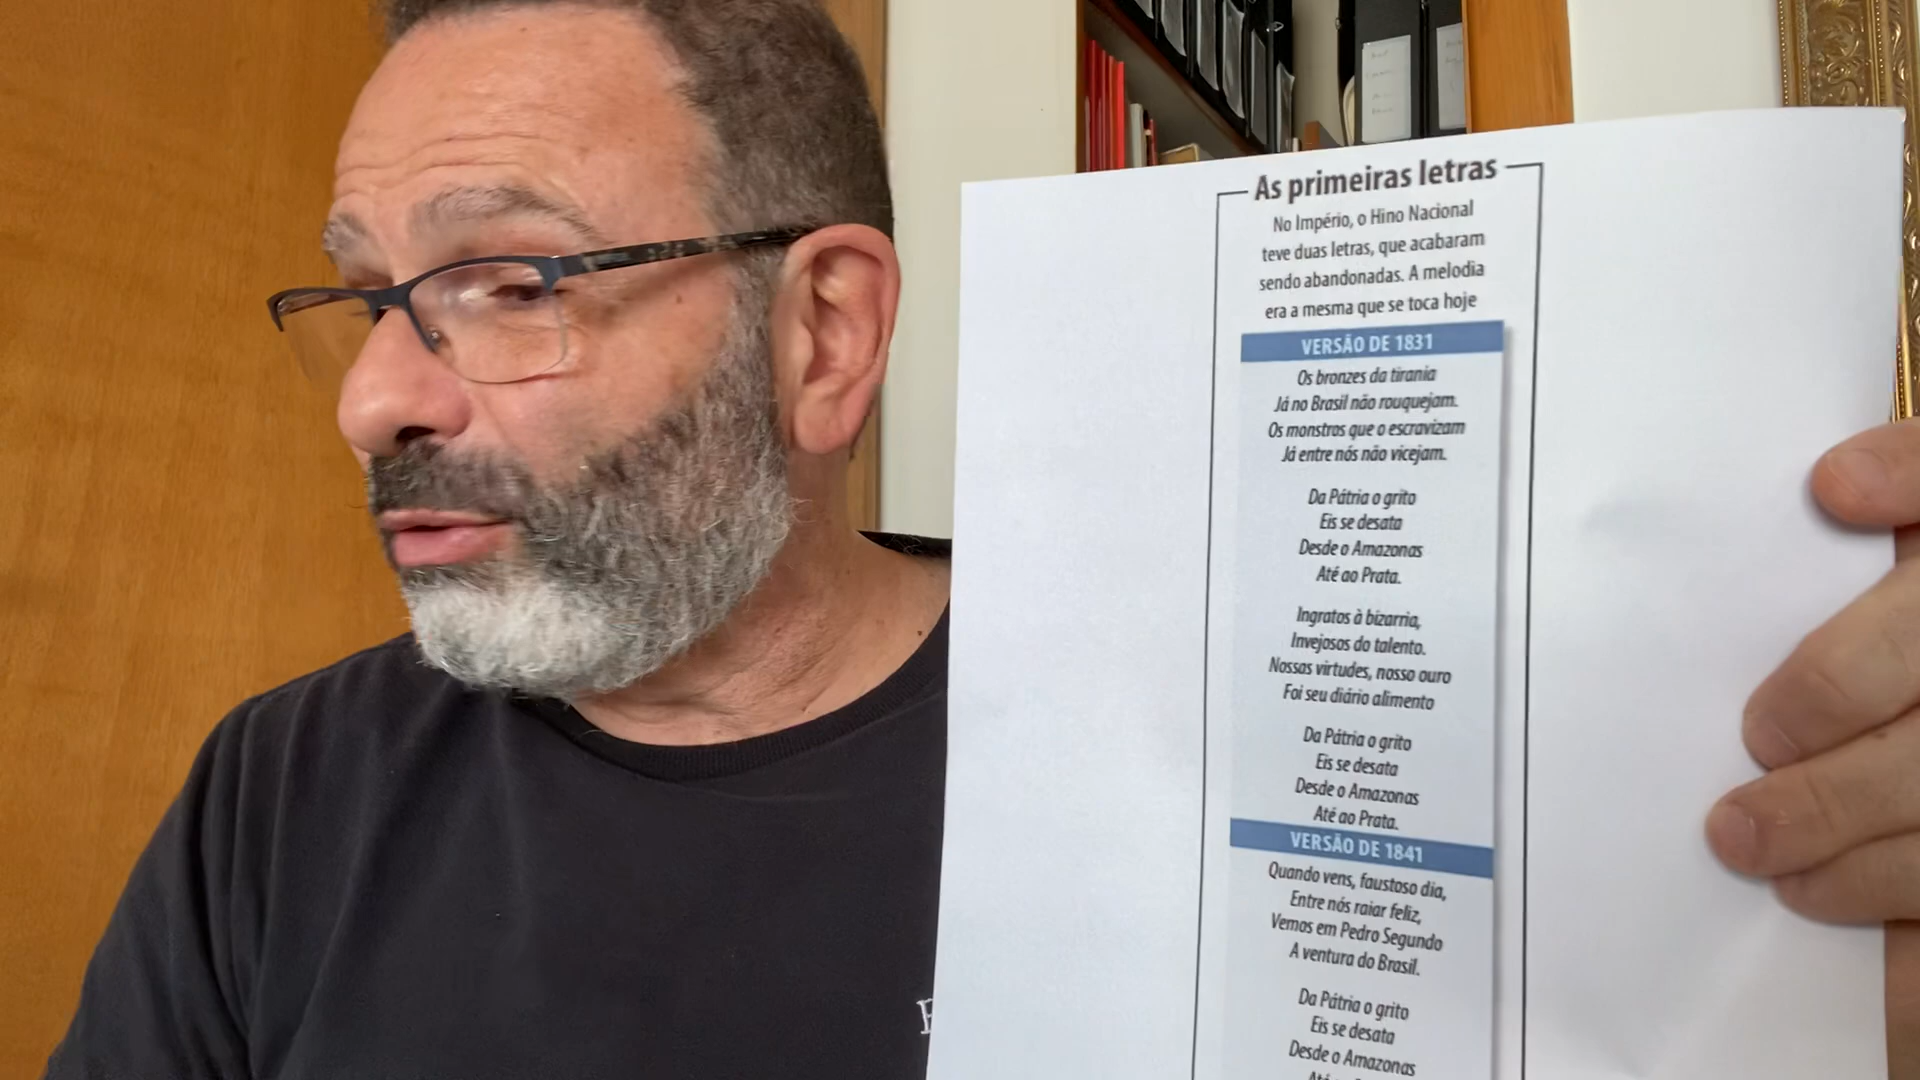 As primeiras letras
No Império, o Hino Nacional
teve duas letras, que acabaram
sendo abandonadas. A melodia
era a mesma que se toca hoje
VERSÃO DE 1831
Os bronzes da tirania
Já no Brasil não rouquejam.
Os monstros que o escravizam
Já entre nós não vicejam.
Da Pátria o grito
Eis se desata
Desde o Amazonas
Até ao Prata.
Ingratos à bizarria,
Invejosos do talento.
Nossas virtudes, nosso ouro
Foi seu diário alimento
Da Pátria o grito
Eis se desata
Desde o Amazonas
Até ao Prata.
VERSÃO DE 1841
Quando vens, faustoso dia,
Entre nós raiar feliz,
Vemos em Pedro Segundo
A ventura do Brasil.
Da Pátria o grito
Eis se desata
Desde o Amazonas